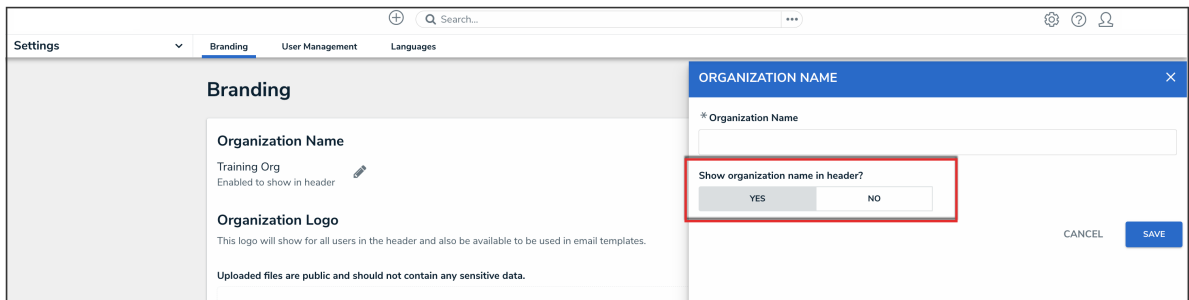 Search...
Settings
Branding User Management Languages
Branding
Organization Name
Training Org
Enabled to show in header
Organization Logo
This logo will show for all users in the header and also be available to be used in email templates.
Uploaded files are public and should not contain any sensitive data.
ORGANIZATION NAME
* Organization Name
Show organization name in header?
YES NO
CANCEL SAVE